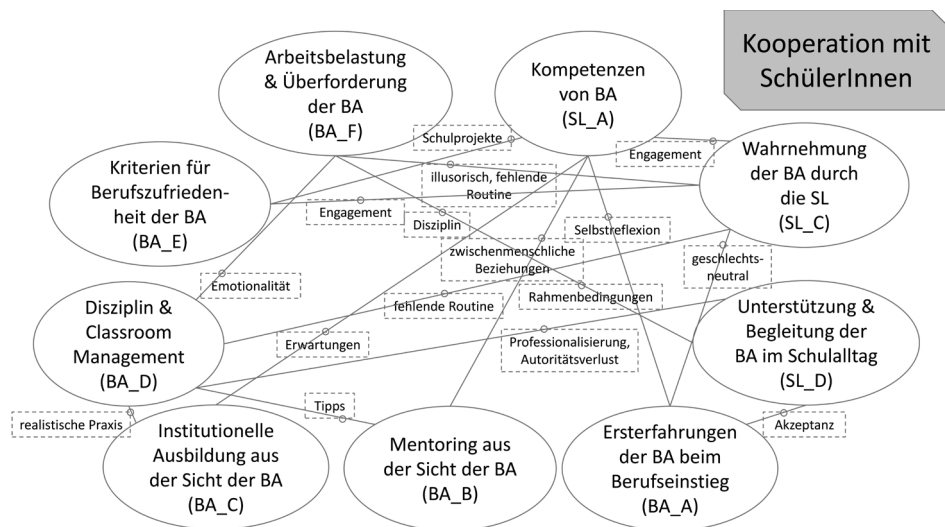 Kooperation mit
SchülerInnen
Arbeitsbelastung
& Überforderung
der BA
(BA_F)
Kompetenzen
von BA
(SL_A)
Schulprojekte
Engagement
Wahrnehmung
der BA durch
die SL
(SL_C)
Kriterien für
Berufszufrieden-
heit der BA
(BA_E)
illusorisch, fehlende
Routine
Engagement
Disziplin
Selbstreflexion
zwischenmenschliche
Beziehungen
geschlechts-
neutral
Emotionalität
fehlende Routine
Rahmenbedingungen
Disziplin &
Classroom
Management
(BA_D)
Erwartungen
Professionalisierung,
Autoritätsverlust
Unterstützung &
Begleitung der
BA im Schulalltag
(SL_D)
realistische Praxis
Tipps
Akzeptanz
Institutionelle
Ausbildung aus
der Sicht der BA
(BA_C)
Mentoring aus
der Sicht der BA
(BA_B)
Ersterfahrungen
der BA beim
Berufseinstieg
(BA_A)